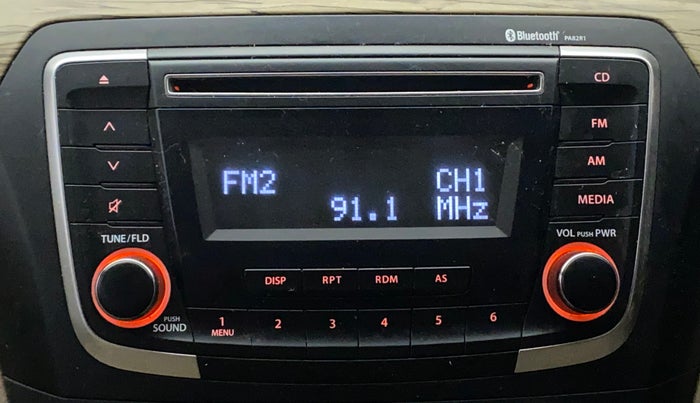 Bluetooth PA82R1
CD
FM
AM
MEDIA
FM2 CH1
91.1 MHz
TUNE/FLD
VOL PUSH PWR
DISP RPT RDM AS
PUSH
SOUND
1 2 3 4 5 6
MENU